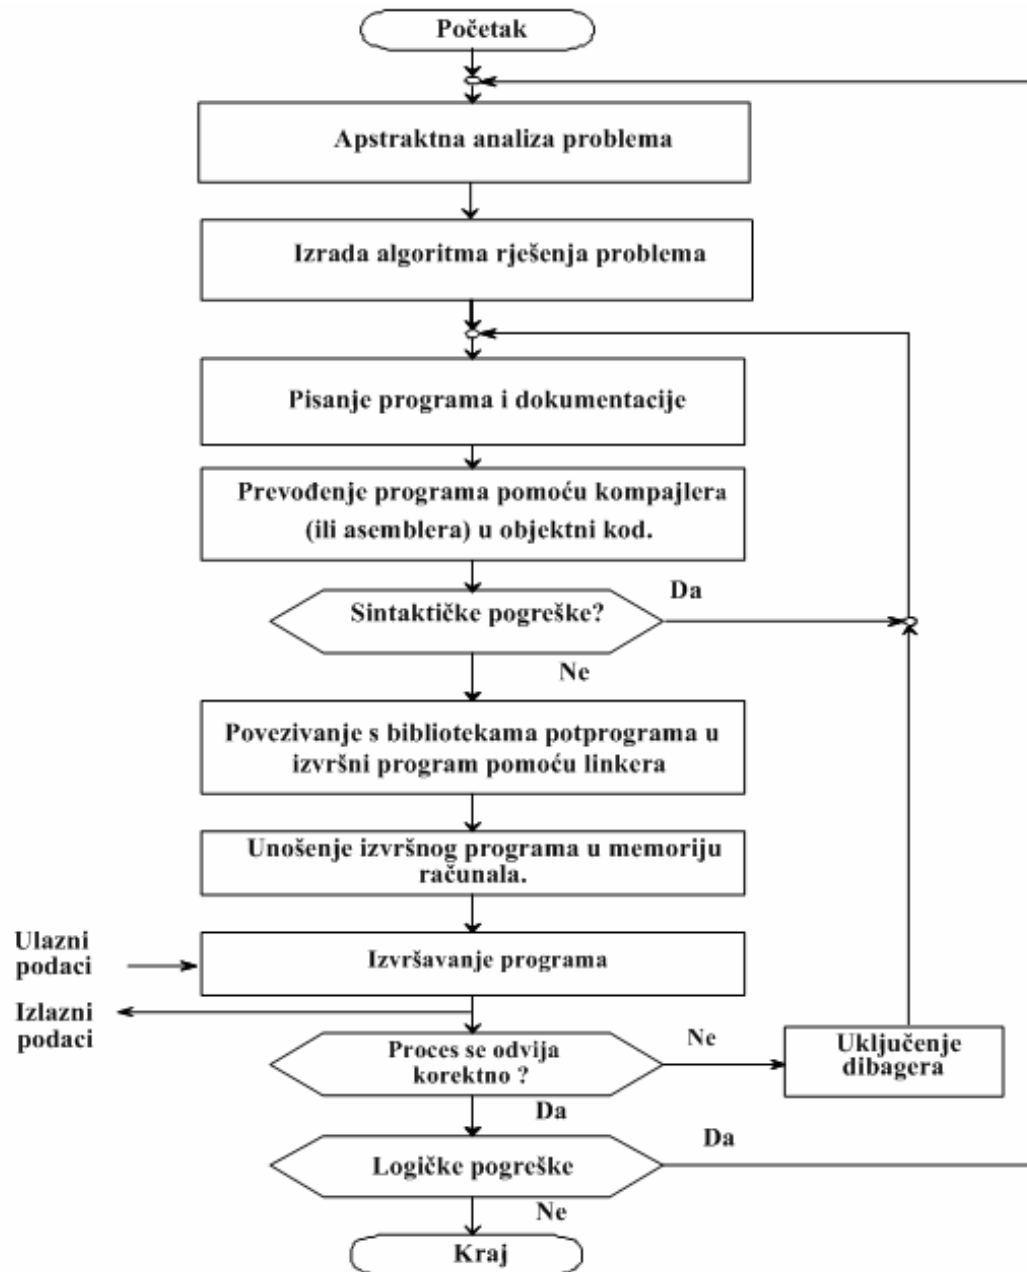 Početak
Apstraktna analiza problema
Izrada algoritma rješenja problema
Pisanje programa i dokumentacije
Prevođenje programa pomoću kompajlera
(ili asemblera) u objektni kod.
Sintaktičke pogreške?
Da
Ne
Povezivanje s bibliotekama potprograma u
izvršni program pomoću linkera
Unošenje izvršnog programa u memoriju
računala.
Ulazni
podaci
Izvršavanje programa
Izlazni
podaci
Proces se odvija
korektno ?
Ne
Uključenje
dibagera
Da
Logičke pogreške
Da
Ne
Kraj